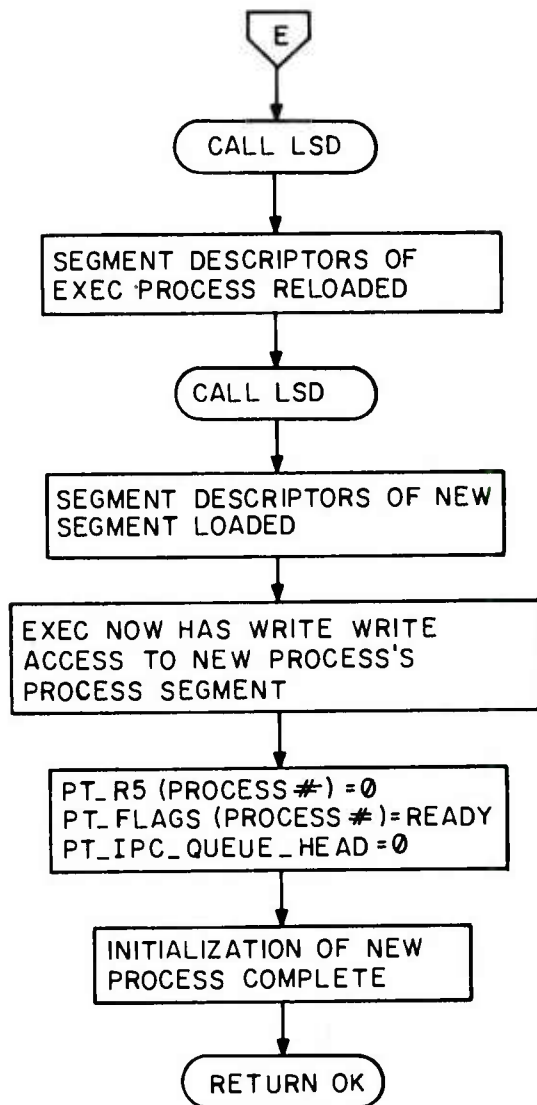 E
CALL LSD
SEGMENT DESCRIPTORS OF
EXEC PROCESS RELOADED
CALL LSD
SEGMENT DESCRIPTORS OF NEW
SEGMENT LOADED
EXEC NOW HAS WRITE WRITE
ACCESS TO NEW PROCESS'S
PROCESS SEGMENT
PT_R5 (PROCESS #) = 0
PT_FLAGS (PROCESS #) = READY
PT_IPC_QUEUE_HEAD = 0
INITIALIZATION OF NEW
PROCESS COMPLETE
RETURN OK